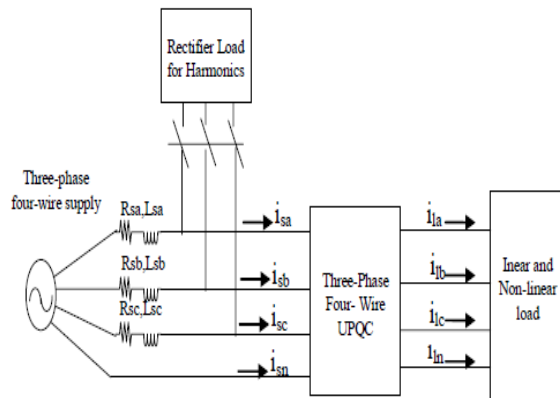 Rectifier Load
for Harmonics
Three-phase
four-wire supply
Rsa,Lsa
isa
ila
Rsb,Lsb
isb
ilb
Rsc,Lsc
isc
ilc
isn
iln
Three-Phase
Four- Wire
UPQC
Inear and
Non-linear
load